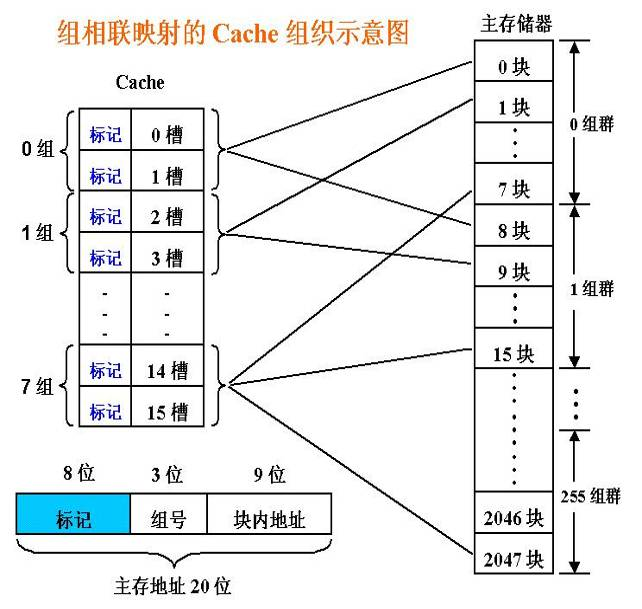 组相联映射的 Cache 组织示意图
主存储器
Cache
0 组
标记 0 槽
标记 1 槽
1 组
标记 2 槽
标记 3 槽
7 组
标记 14 槽
标记 15 槽
0 块
1 块
7 块
8 块
9 块
15 块
2046 块
2047 块
0 组群
1 组群
255 组群
8 位 3 位 9 位
标记 组号 块内地址
主存地址 20 位